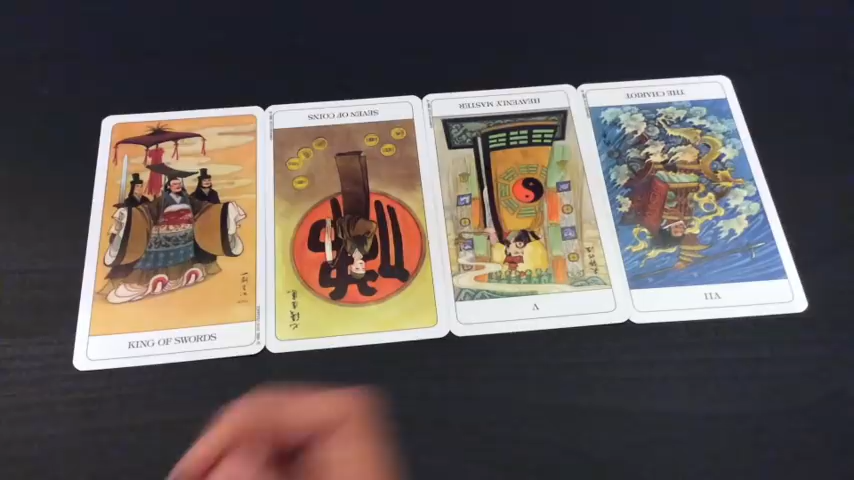 KING OF SWORDS
SEVEN OF COINS
HEAVENLY MASTER
V
THE CHARIOT
VII